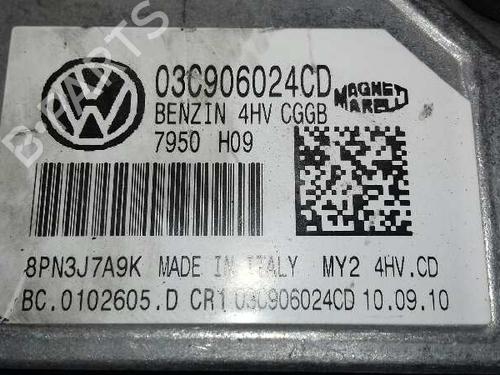 B-PARTS
03C906024CD
BENZIN 4HV CGGB
MAGNETI MARELLI
7950 H09
8PN3J7A9K MADE IN ITALY MY2 4HV.CD
BC.0102605.D CR1 03C906024CD 10.09.10